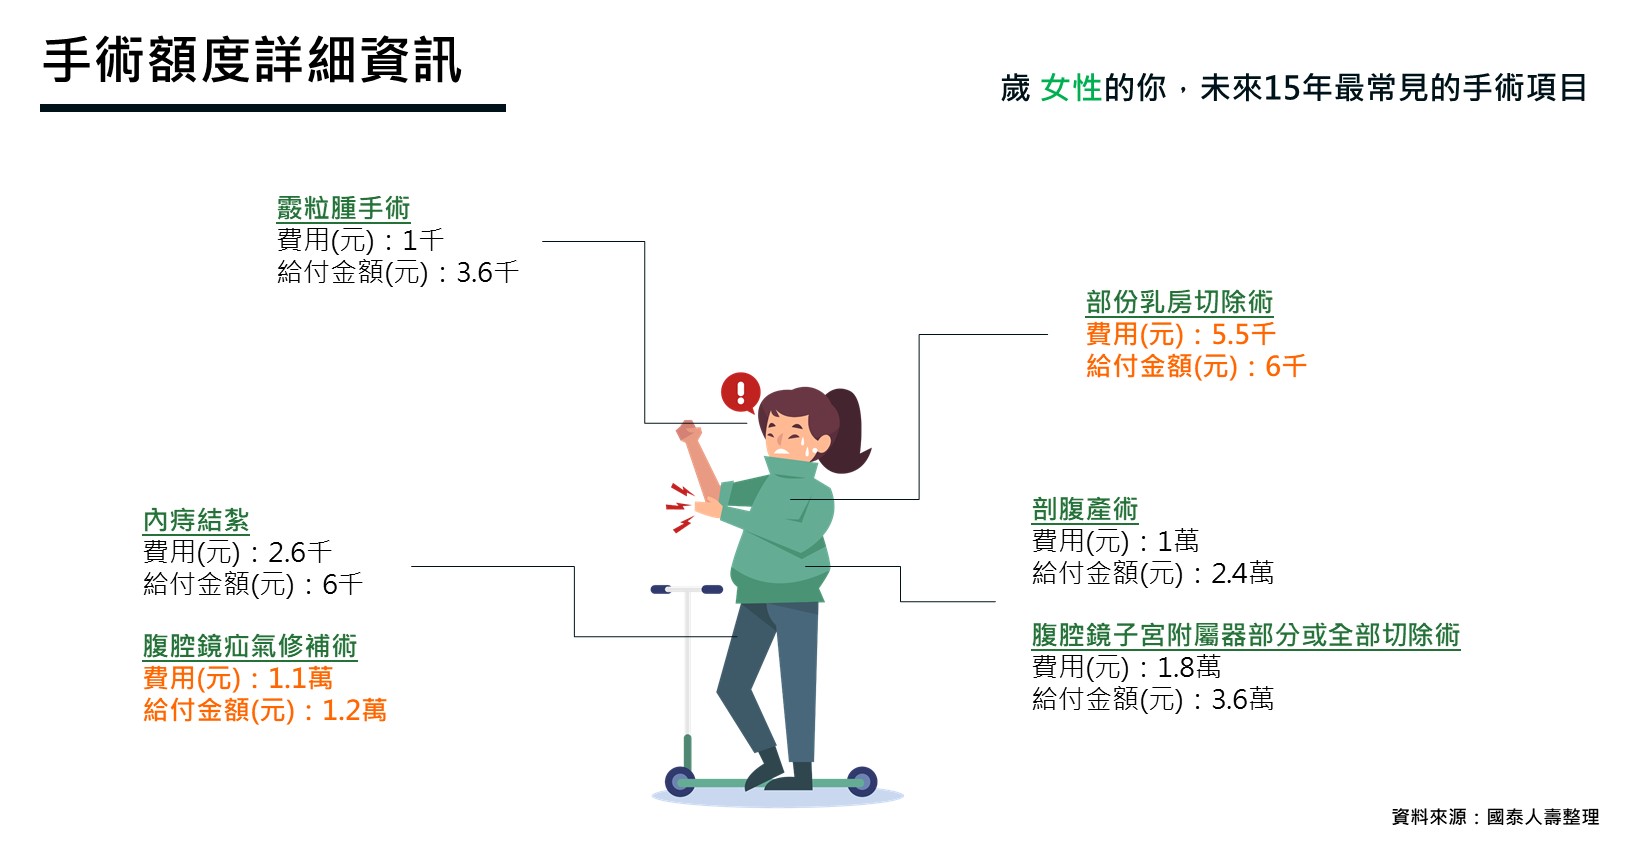 手術額度詳細資訊
歲 女性的你，未來15年最常見的手術項目
霰粒腫手術
費用(元)：1千
給付金額(元)：3.6千
部份乳房切除術
費用(元)：5.5千
給付金額(元)：6千
內痔結紮
費用(元)：2.6千
給付金額(元)：6千
腹腔鏡疝氣修補術
費用(元)：1.1萬
給付金額(元)：1.2萬
剖腹產術
費用(元)：1萬
給付金額(元)：2.4萬
腹腔鏡子宮附屬器部分或全部切除術
費用(元)：1.8萬
給付金額(元)：3.6萬
資料來源：國泰人壽整理